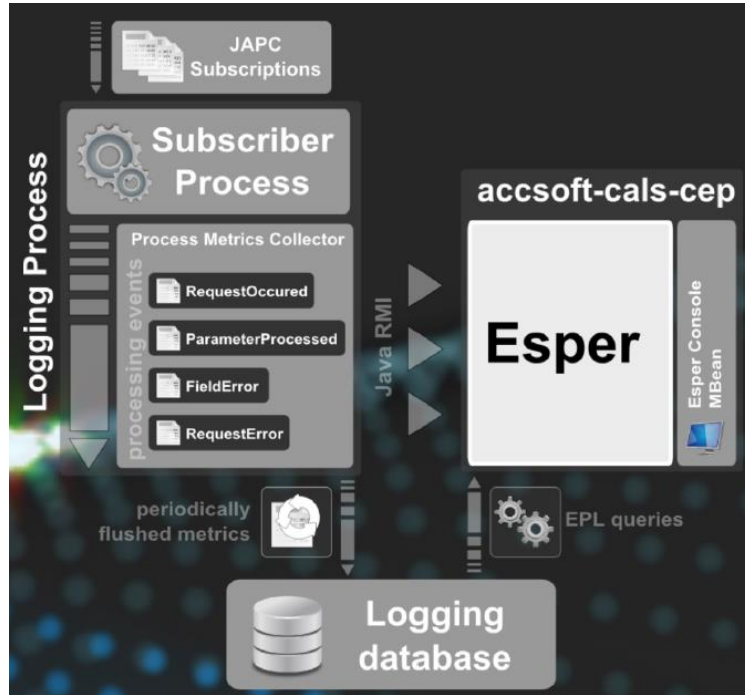 JAPC
Subscriptions
Logging Process
Subscriber
Process
Process Metrics Collector
processing events
RequestOccured
ParameterProcessed
FieldError
RequestError
Java RMI
accsoft-cals-cep
Esper
Esper Console
MBean
periodically
flushed metrics
EPL queries
Logging
database